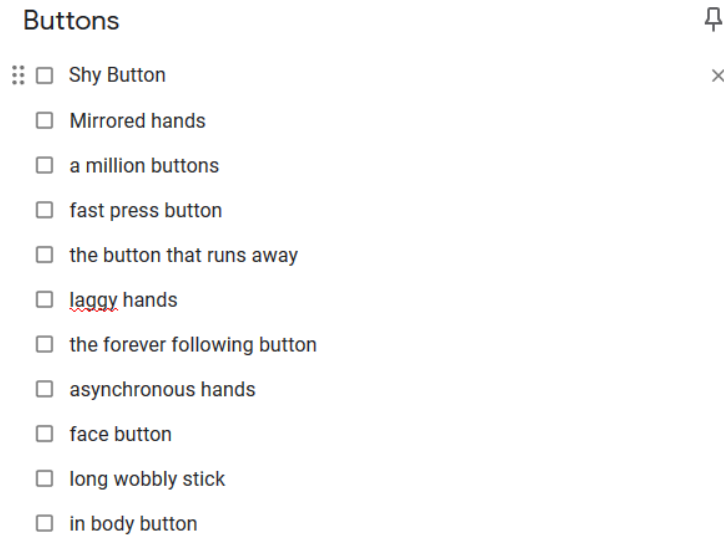 Buttons
Shy Button
Mirrored hands
a million buttons
fast press button
the button that runs away
laggy hands
the forever following button
asynchronous hands
face button
long wobbly stick
in body button